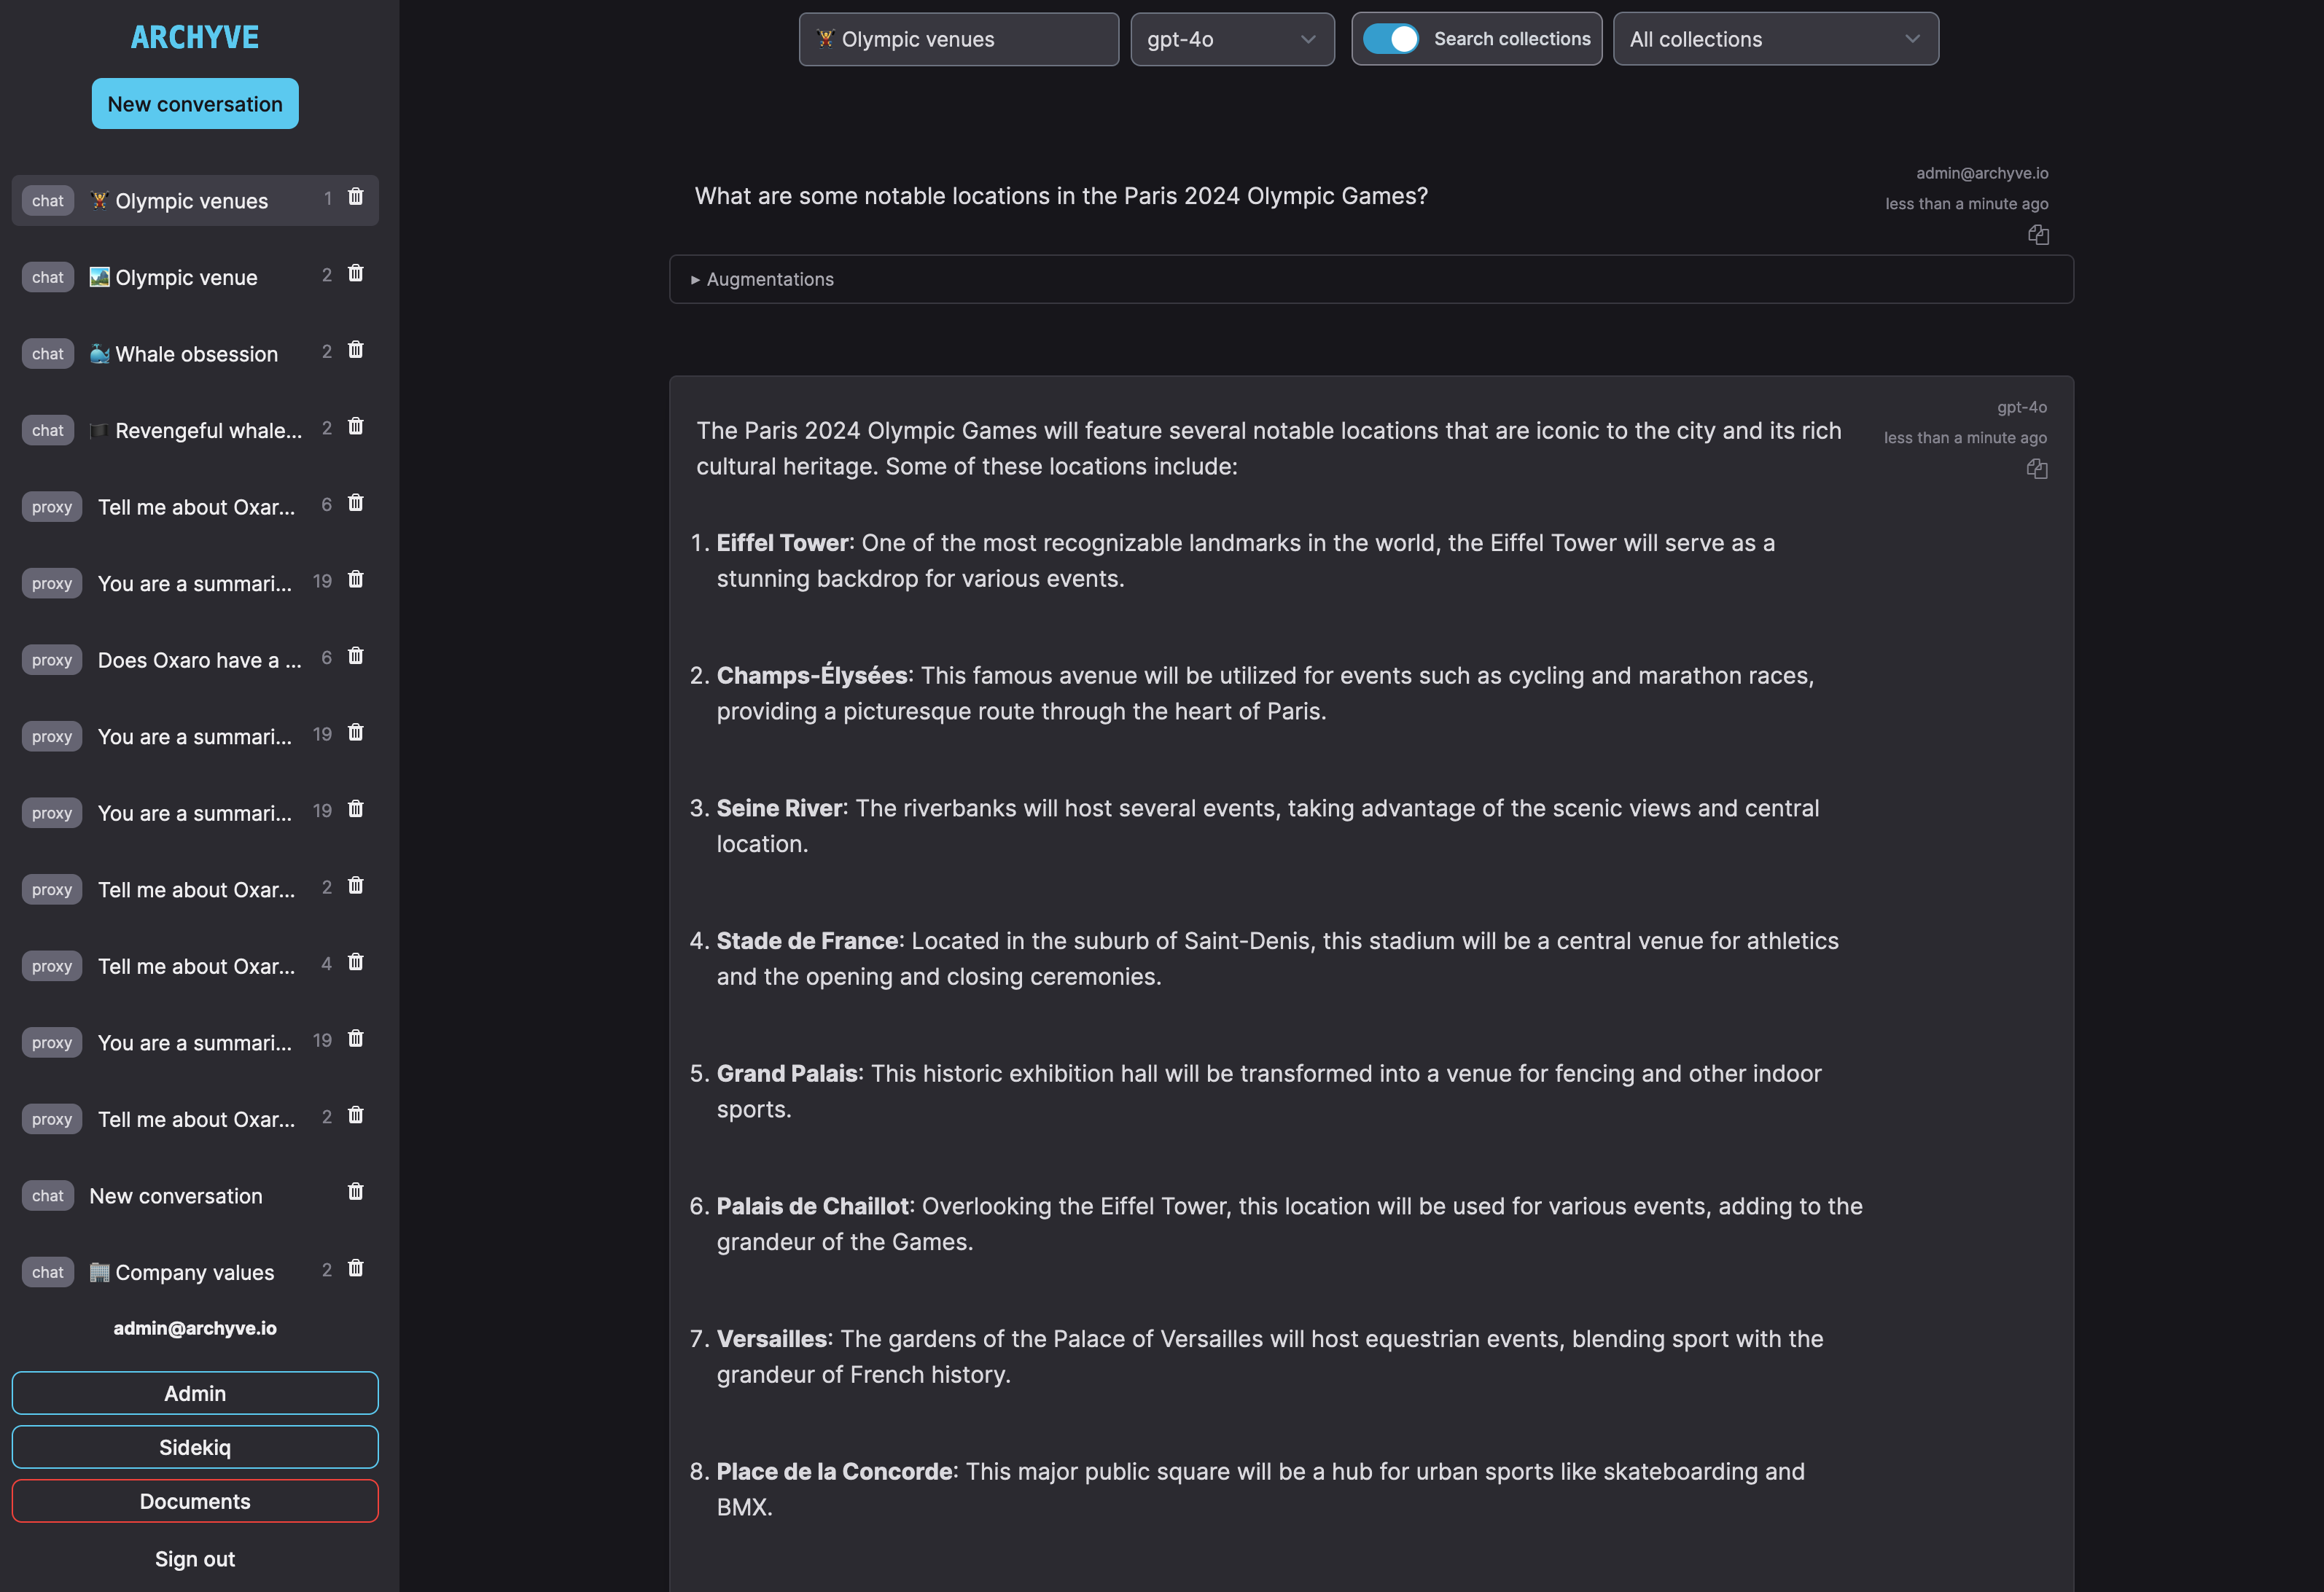 ARCHYVE
New conversation
chat Olympic venues 1
chat Olympic venue 2
chat Whale obsession 2
chat Revengeful whale... 2
proxy Tell me about Oxar... 6
proxy You are a summari... 19
proxy Does Oxaro have a ... 6
proxy You are a summari... 19
proxy You are a summari... 19
proxy Tell me about Oxar... 2
proxy Tell me about Oxar... 4
proxy You are a summari... 19
proxy Tell me about Oxar... 2
chat New conversation
chat Company values 2
admin@archyve.io
Admin
Sidekiq
Documents
Sign out
Olympic venues
gpt-4o
Search collections
All collections
What are some notable locations in the Paris 2024 Olympic Games?
admin@archyve.io
less than a minute ago
▸ Augmentations
gpt-4o
less than a minute ago
The Paris 2024 Olympic Games will feature several notable locations that are iconic to the city and its rich
cultural heritage. Some of these locations include:
1. Eiffel Tower: One of the most recognizable landmarks in the world, the Eiffel Tower will serve as a
stunning backdrop for various events.
2. Champs-Élysées: This famous avenue will be utilized for events such as cycling and marathon races,
providing a picturesque route through the heart of Paris.
3. Seine River: The riverbanks will host several events, taking advantage of the scenic views and central
location.
4. Stade de France: Located in the suburb of Saint-Denis, this stadium will be a central venue for athletics
and the opening and closing ceremonies.
5. Grand Palais: This historic exhibition hall will be transformed into a venue for fencing and other indoor
sports.
6. Palais de Chaillot: Overlooking the Eiffel Tower, this location will be used for various events, adding to the
grandeur of the Games.
7. Versailles: The gardens of the Palace of Versailles will host equestrian events, blending sport with the
grandeur of French history.
8. Place de la Concorde: This major public square will be a hub for urban sports like skateboarding and
BMX.